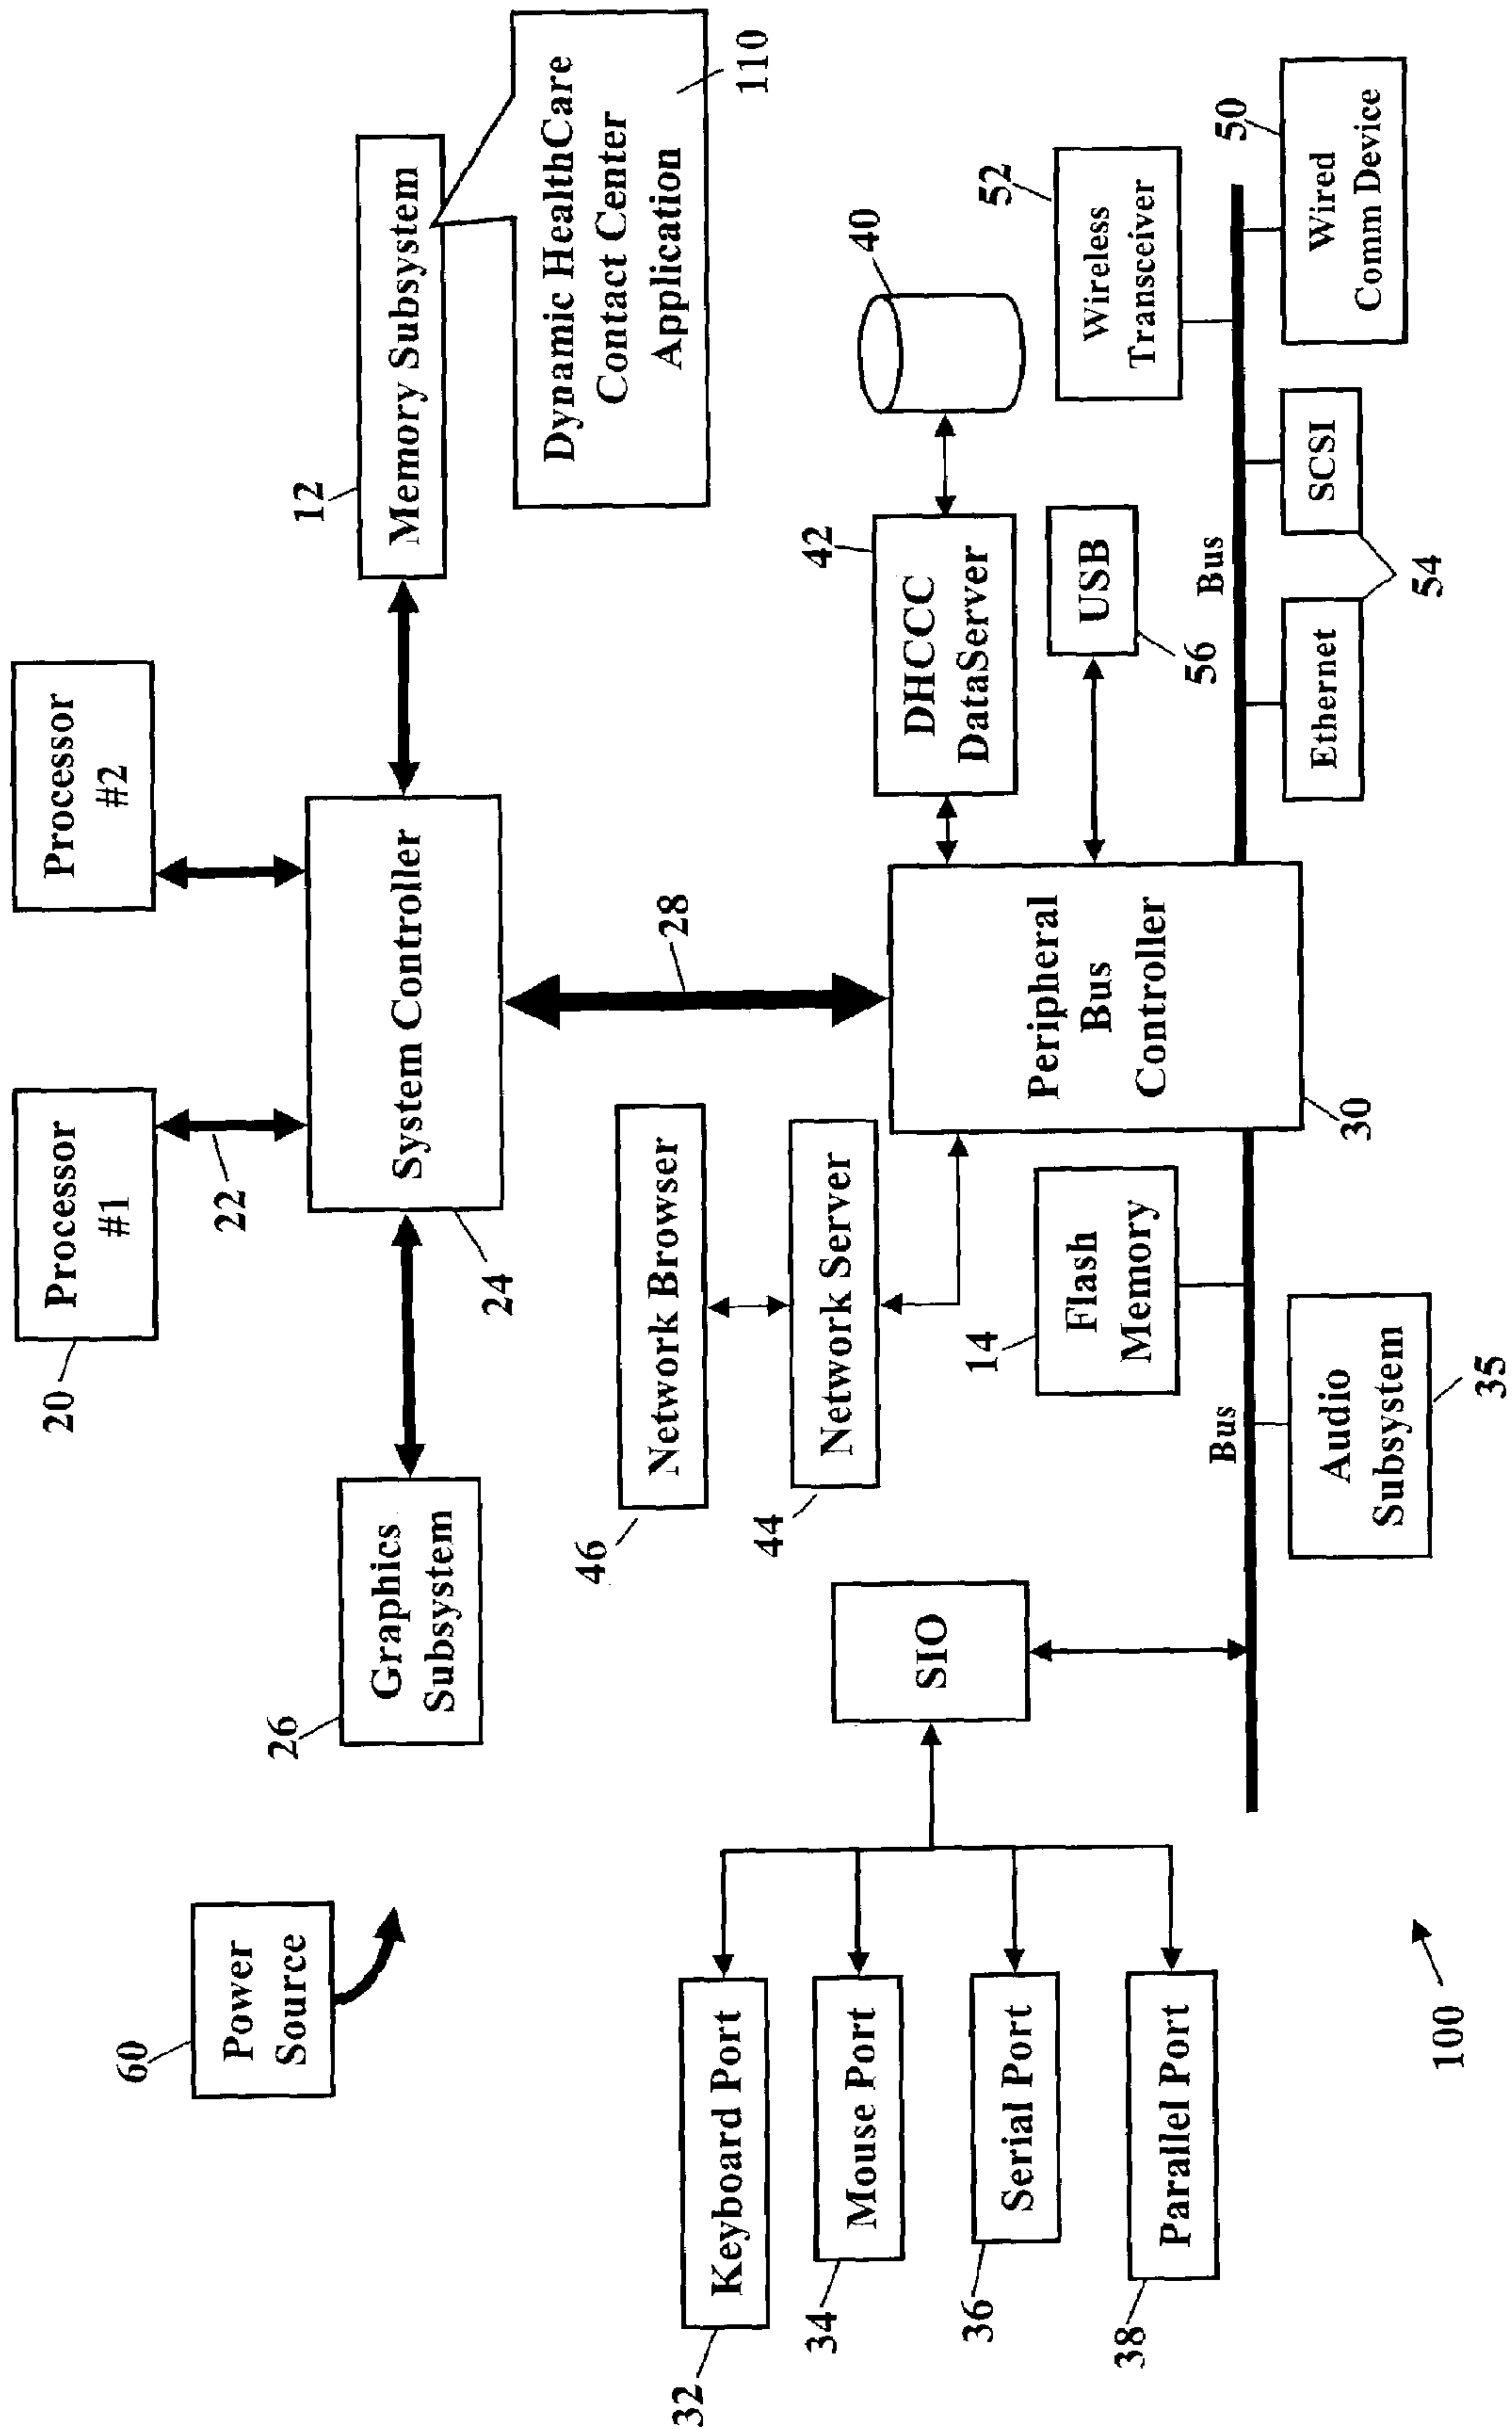 60
Power
Source
20
Processor
#1
22
Processor
#2
26
Graphics
Subsystem
24
System Controller
12
Memory Subsystem
Dynamic HealthCare
Contact Center
Application
110
28
46
Network Browser
44
Network Server
42
DHCCC
DataServer
40
USB
56
52
Wireless
Transceiver
SIO
14
Flash
Memory
Peripheral
Bus
Controller
30
Bus
Bus
32
Keyboard Port
34
Mouse Port
36
Serial Port
38
Parallel Port
Audio
Subsystem
35
Ethernet
SCSI
54
50
Wired
Comm Device
100